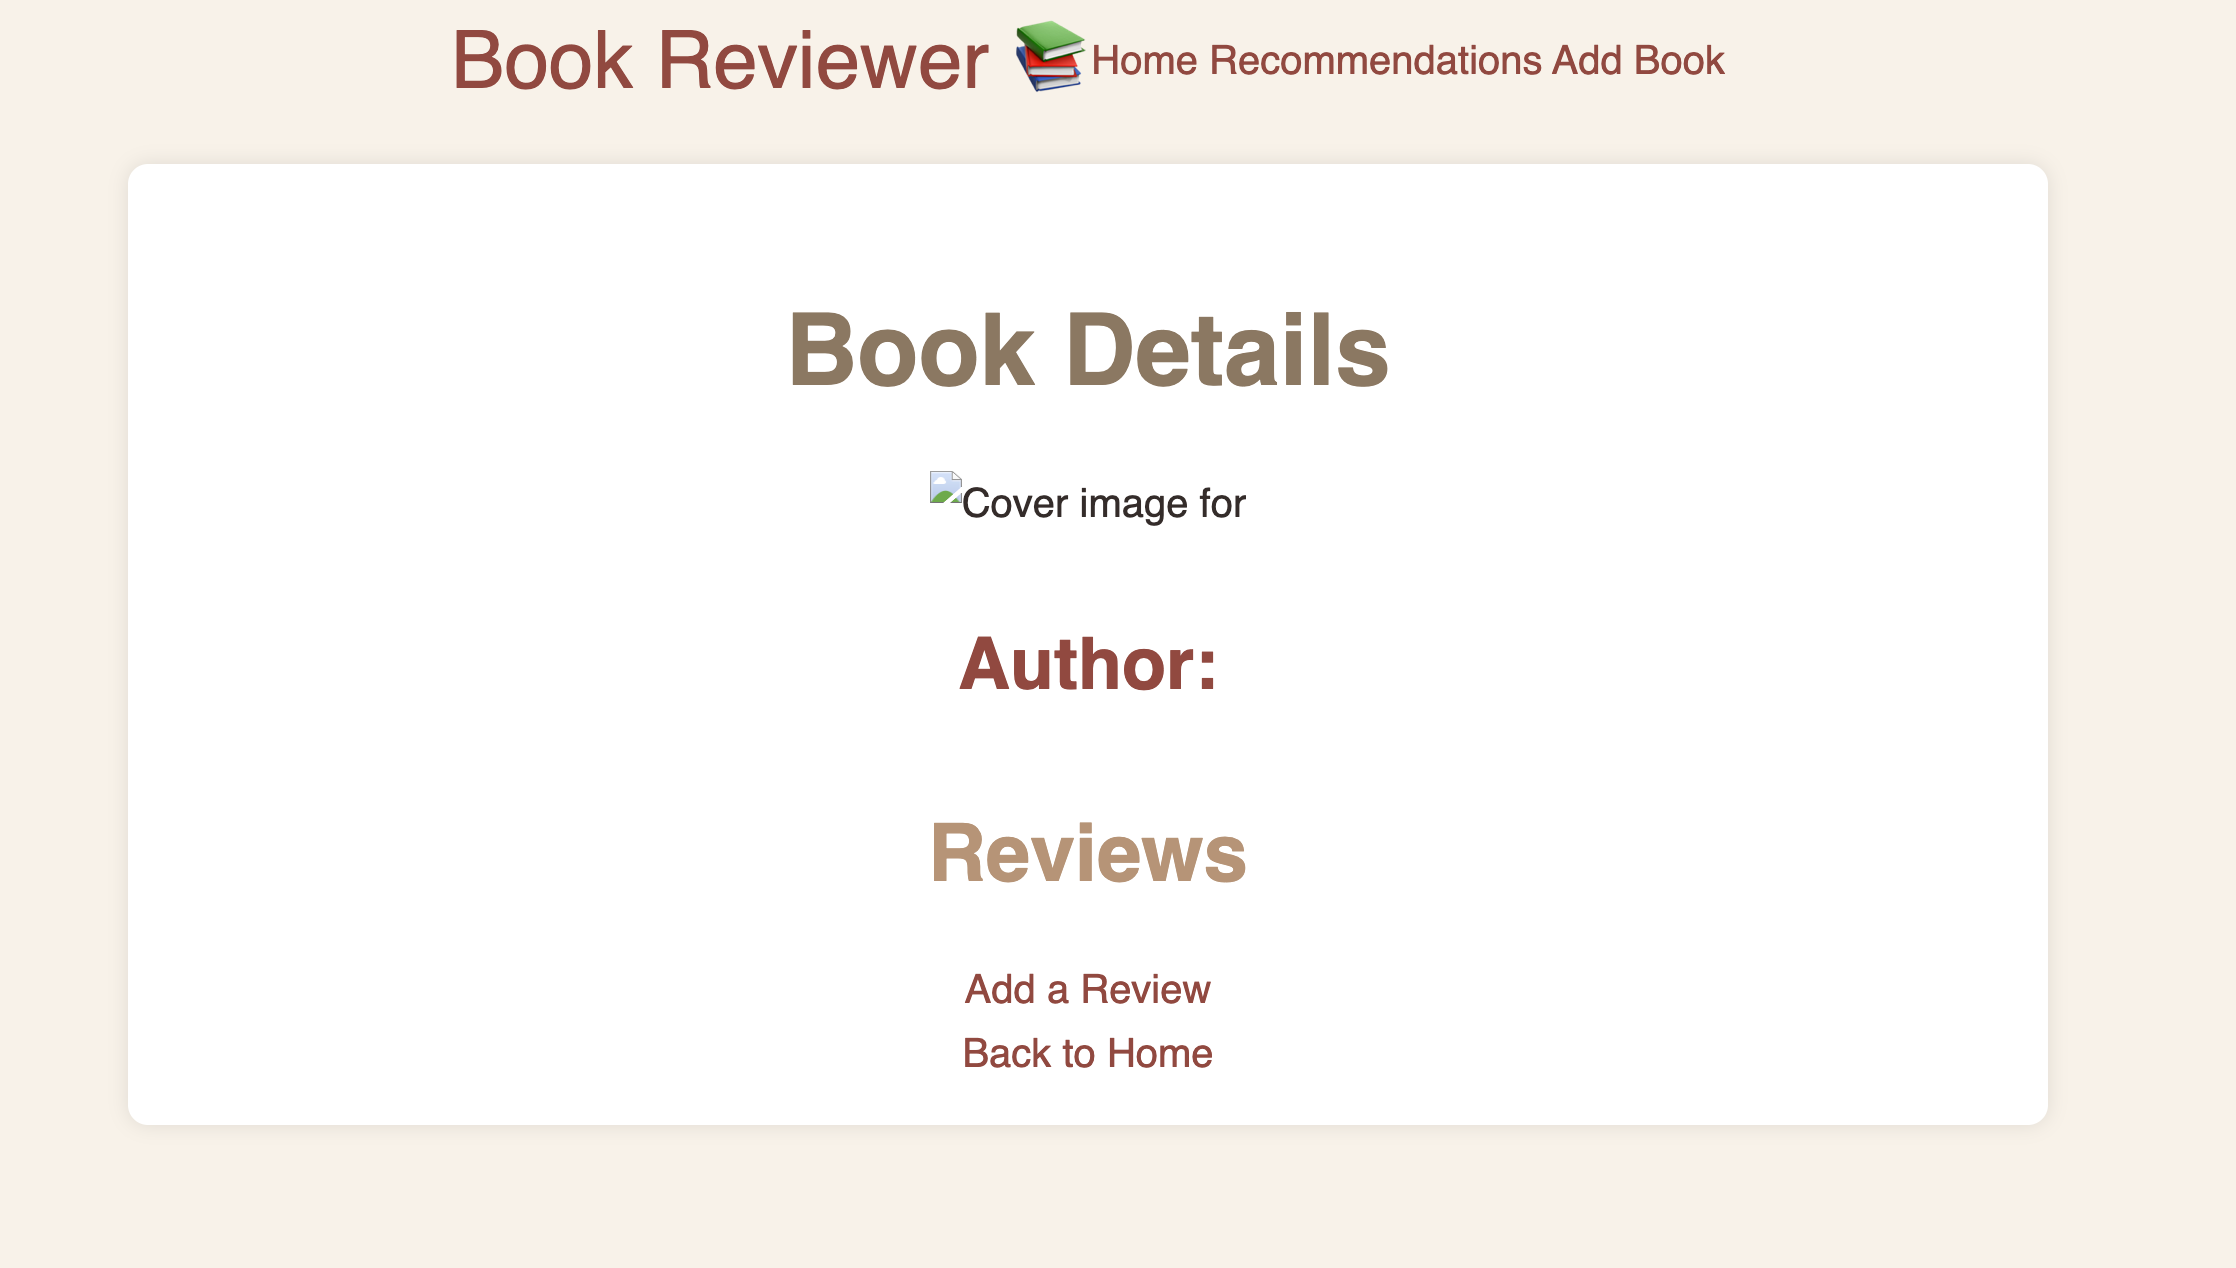 Book Reviewer 📚 Home Recommendations Add Book
Book Details
Cover image for
Author:
Reviews
Add a Review
Back to Home